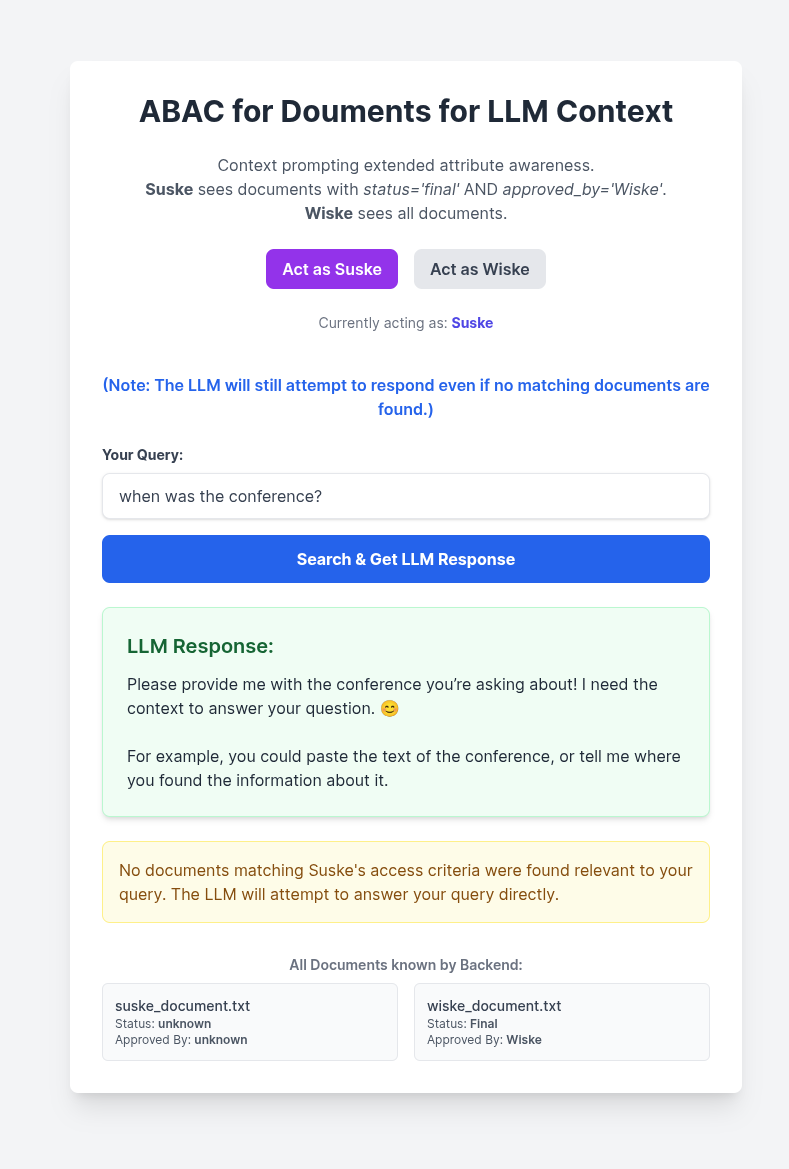 ABAC for Douments for LLM Context
Context prompting extended attribute awareness.
Suske sees documents with status='final' AND approved_by='Wiske'.
Wiske sees all documents.
Act as Suske
Act as Wiske
Currently acting as: Suske
(Note: The LLM will still attempt to respond even if no matching documents are
found.)
Your Query:
when was the conference?
Search & Get LLM Response
LLM Response:
Please provide me with the conference you’re asking about! I need the
context to answer your question. 😊
For example, you could paste the text of the conference, or tell me where
you found the information about it.
No documents matching Suske's access criteria were found relevant to your
query. The LLM will attempt to answer your query directly.
All Documents known by Backend:
suske_document.txt
Status: unknown
Approved By: unknown
wiske_document.txt
Status: Final
Approved By: Wiske